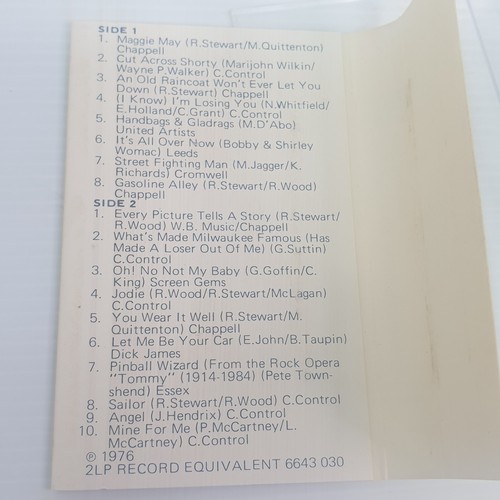 SIDE 1
1. Maggie May (R.Stewart/M.Quittenton)
Chappell
2. Cut Across Shorty (Marijohn Wilkin/
Wayne P.Walker) C.Control
3. An Old Raincoat Won't Ever Let You
Down (R.Stewart) Chappell
4. (I Know) I'm Losing You (N.Whitfield/
E.Holland/C.Grant) C.Control
5. Handbags & Gladrags (M.D'Abo)
United Artists
6. It's All Over Now (Bobby & Shirley
Womac) Leeds
7. Street Fighting Man (M.Jagger/K.
Richards) Cromwell
8. Gasoline Alley (R.Stewart/R.Wood)
Chappell
SIDE 2
1. Every Picture Tells A Story (R.Stewart/
R.Wood) W.B. Music/Chappell
2. What's Made Milwaukee Famous (Has
Made A Loser Out Of Me) (G.Suttin)
C.Control
3. Oh! No Not My Baby (G.Goffin/C.
King) Screen Gems
4. Jodie (R.Wood/R.Stewart/McLagan)
C.Control
5. You Wear It Well (R.Stewart/M.
Quittenton) Chappell
6. Let Me Be Your Car (E.John/B.Taupin)
Dick James
7. Pinball Wizard (From the Rock Opera
"Tommy" (1914-1984) (Pete Town-
shend) Essex
8. Sailor (R.Stewart/R.Wood) C.Control
9. Angel (J.Hendrix) C.Control
10. Mine For Me (P.McCartney/L.
McCartney) C.Control
℗ 1976
2LP RECORD EQUIVALENT 6643 030